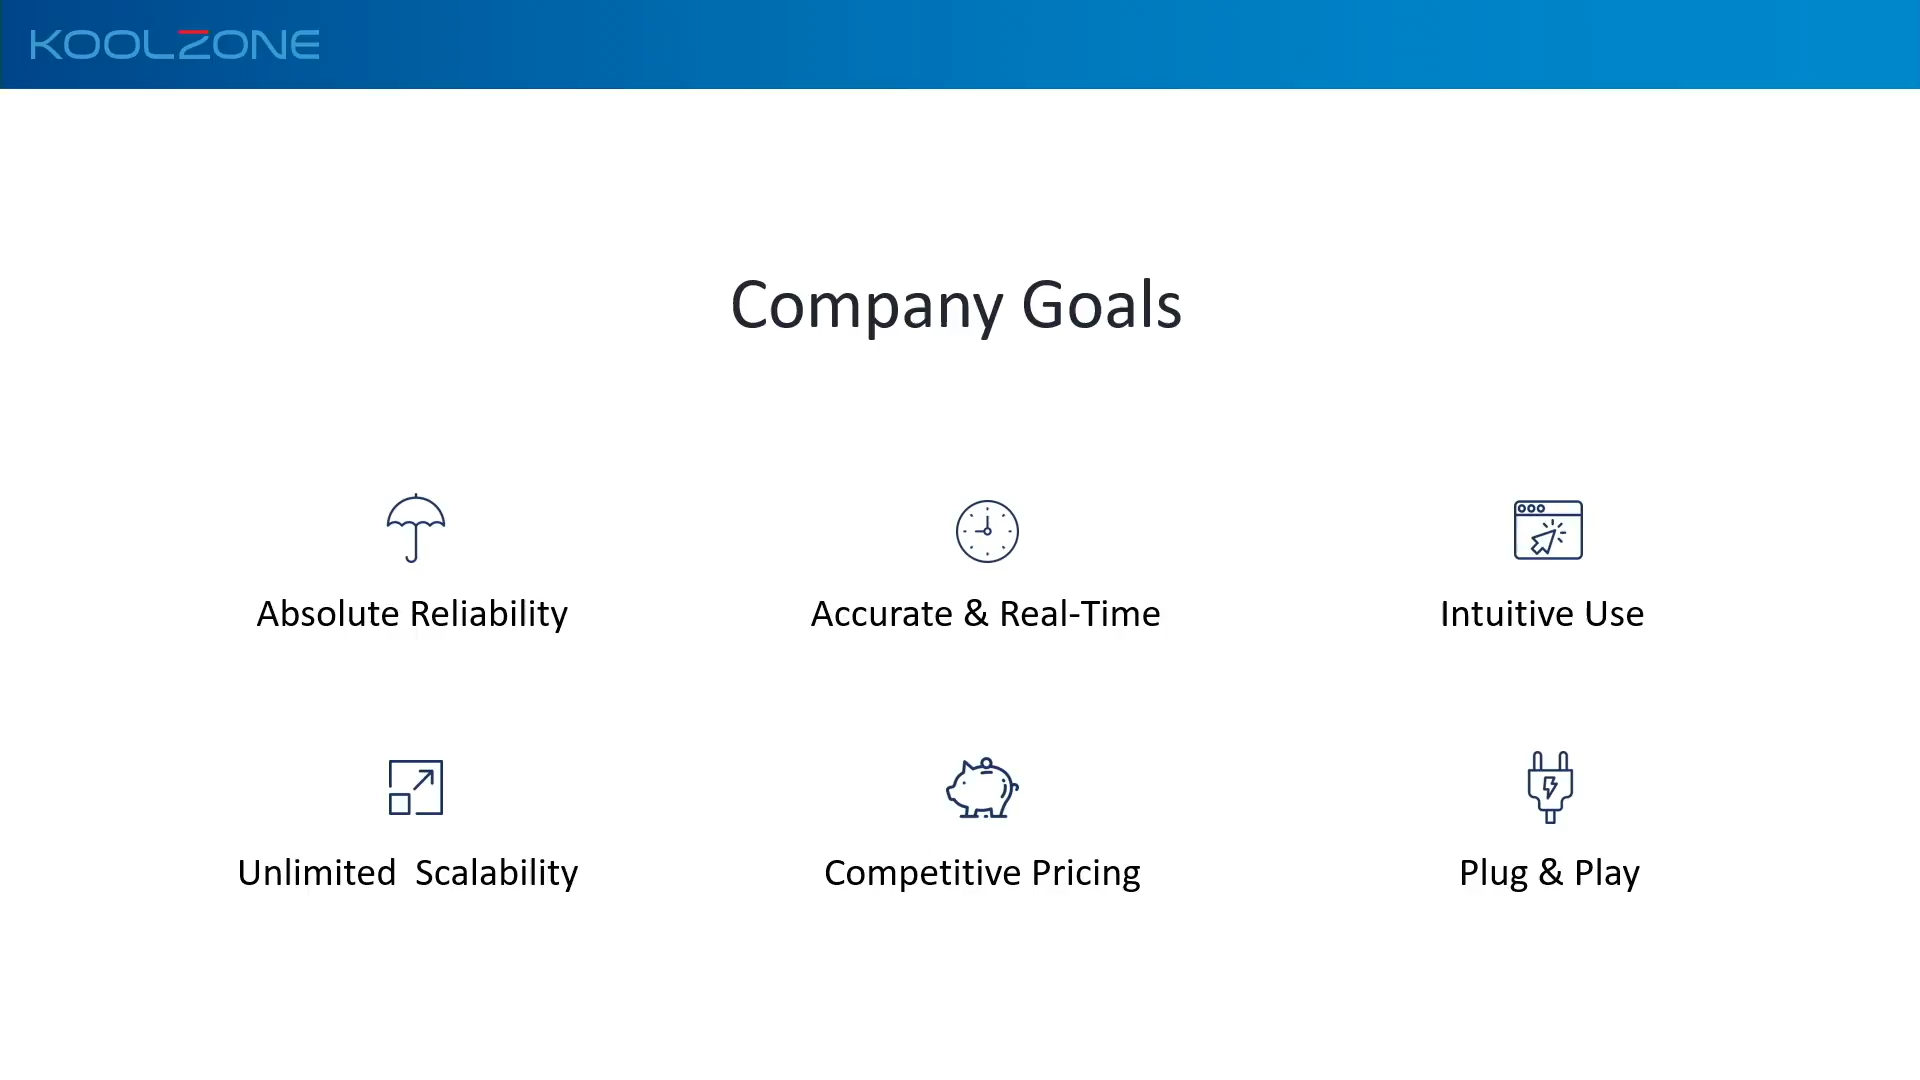 KOOLZONE
Company Goals
Absolute Reliability
Accurate & Real-Time
Intuitive Use
Unlimited  Scalability
Competitive Pricing
Plug & Play